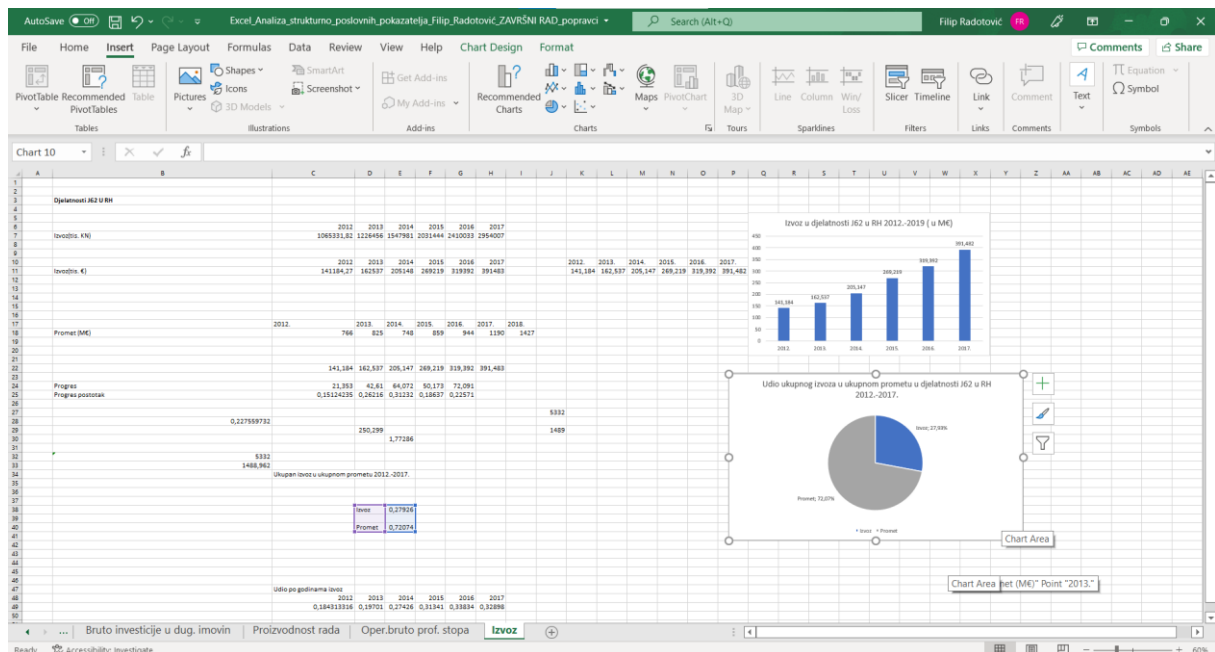 AutoSave Off Excel_Analiza_strukturno_poslovnih_pokazatelja_Filip_Radotović_ZAVRŠNI RAD_popravci Search (Alt+Q) Filip Radotović FR
File Home Insert Page Layout Formulas Data Review View Help Chart Design Format Comments Share
PivotTable Recommended PivotTables Table Pictures Shapes Icons 3D Models SmartArt Screenshot Get Add-ins My Add-ins Recommended Charts Maps PivotChart 3D Map Line Column Win/Loss Slicer Timeline Link Comment Text Equation Symbol
Tables Illustrations Add-ins Charts Tours Sparklines Filters Links Comments Symbols
Chart 10 fx
A B C D E F G H I J K L M N O P Q R S T U V W X Y Z AA AB AC AD AE
Djelatnosti J62 U RH
2012 2013 2014 2015 2016 2017
Izvoz(tis. KN) 1065331,82 1226456 1547981 2031444 2410033 2954007
2012 2013 2014 2015 2016 2017 2012. 2013. 2014. 2015. 2016. 2017.
Izvoz(tis. €) 141184,27 162537 205148 269219 319392 391483 141,184 162,537 205,147 269,219 319,392 391,482
2012. 2013. 2014. 2015. 2016. 2017. 2018.
Promet (M€) 766 825 748 859 944 1190 1427
141,184 162,537 205,147 269,219 319,392 391,483
Progres 21,353 42,61 64,072 50,173 72,091
Progres postotak 0,15124235 0,26216 0,31232 0,18637 0,22571
5332
0,227559732
250,299 1489
1,77286
5332
1488,962
Ukupan izvoz u ukupnom prometu 2012.-2017.
Izvoz 0,27926
Promet 0,72074
Udio po godinama izvoz
2012 2013 2014 2015 2016 2017
0,184313316 0,19701 0,27426 0,31341 0,33834 0,32898
Izvoz u djelatnosti J62 u RH 2012.-2019 ( u M€)
450
400
350
300
250
200
150
100
50
0
141,184 162,537 205,147 269,219 319,392 391,482
2012. 2013. 2014. 2015. 2016. 2017.
Udio ukupnog izvoza u ukupnom prometu u djelatnosti J62 u RH
2012.-2017.
Izvoz; 27,93%
Promet; 72,07%
Izvoz Promet
Chart Area
Chart Area net (M€)" Point "2013."
... Bruto investicije u dug. imovin Proizvodnost rada Oper.bruto prof. stopa Izvoz
Ready Accessibility: Investigate 60%